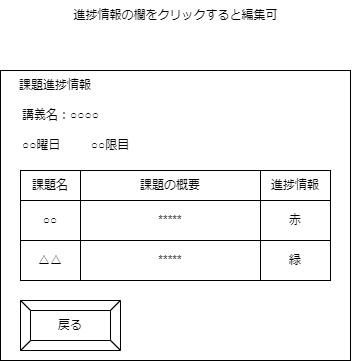 進捗情報の欄をクリックすると編集可
課題進捗情報
講義名：○○○○
○○曜日 ○○限目
課題名 課題の概要 進捗情報
○○ ***** 赤
△△ ***** 緑
戻る